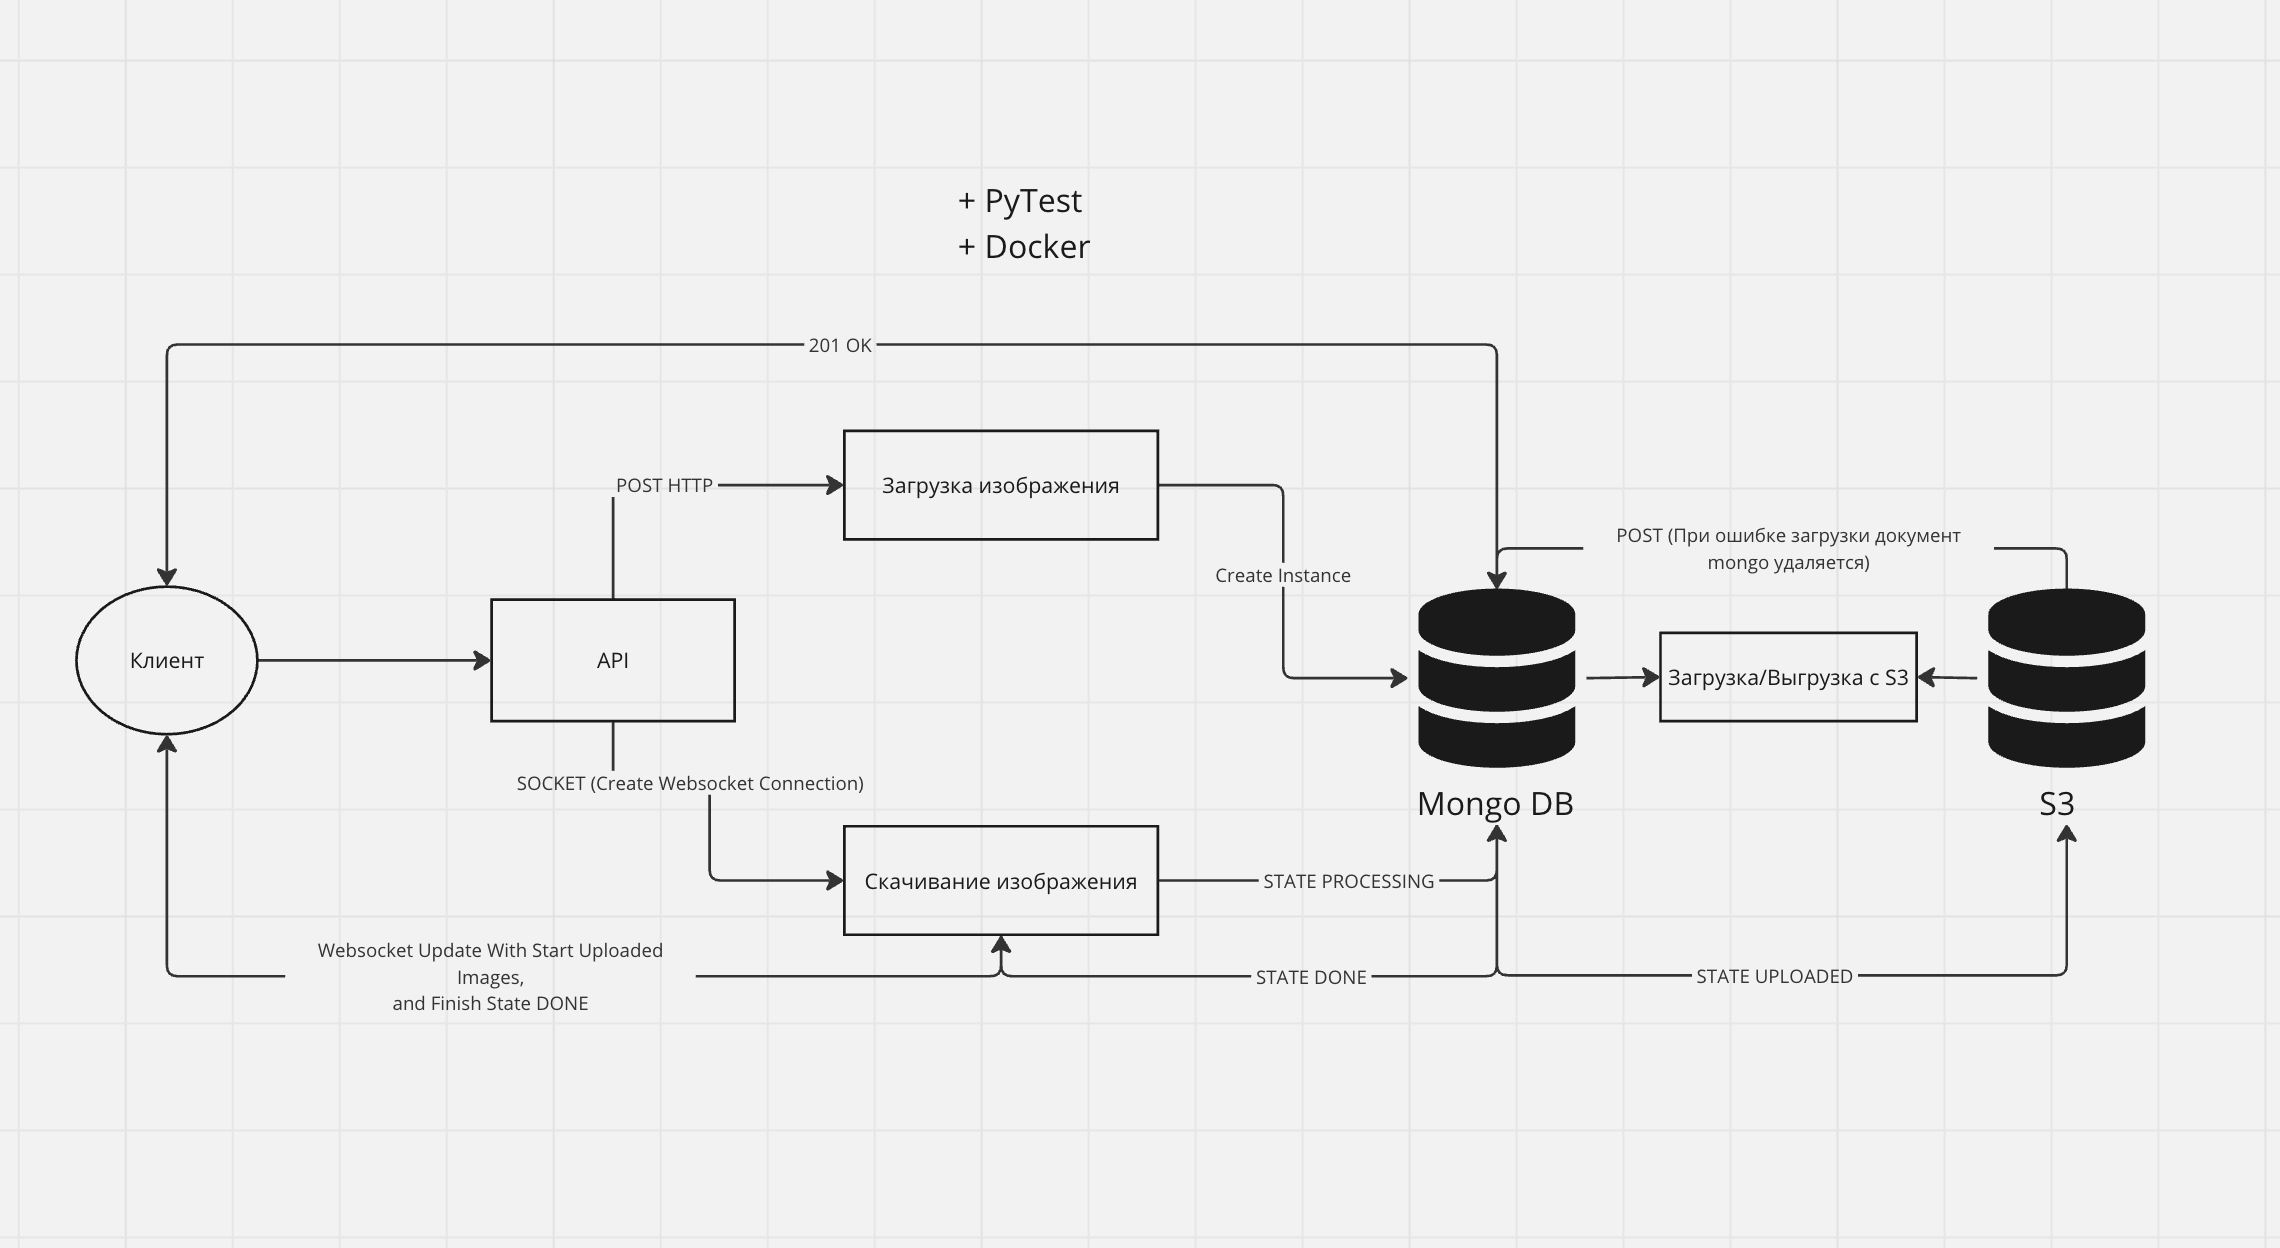 + PyTest
+ Docker
201 OK
POST HTTP
Загрузка изображения
POST (При ошибке загрузки документ
mongo удаляется)
Create Instance
Клиент
API
Загрузка/Выгрузка с S3
SOCKET (Create Websocket Connection)
Mongo DB
S3
Скачивание изображения
STATE PROCESSING
Websocket Update With Start Uploaded
Images,
and Finish State DONE
STATE DONE
STATE UPLOADED